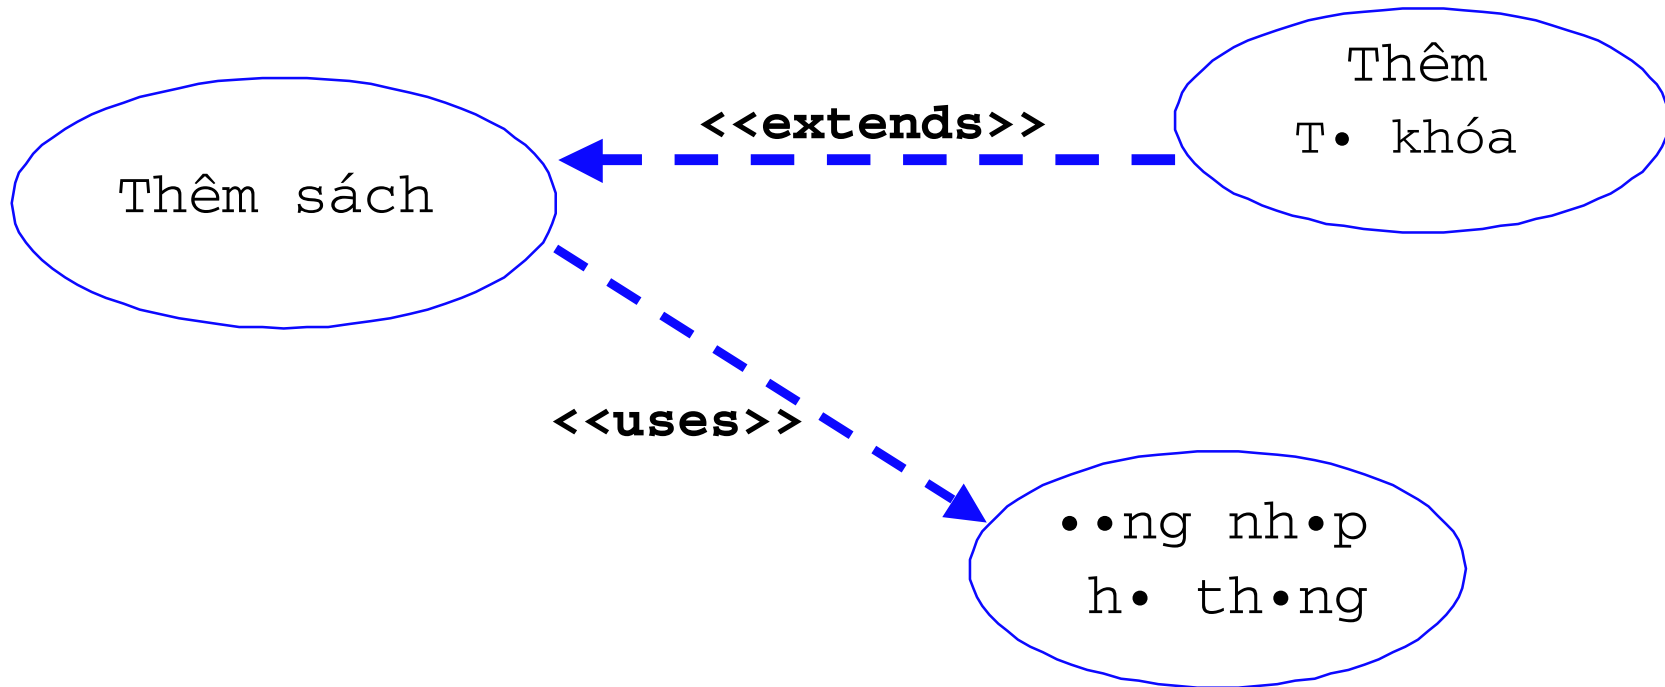 Thêm
T• khóa
<<extends>>
Thêm sách
<<uses>>
••ng nh•p
h• th•ng